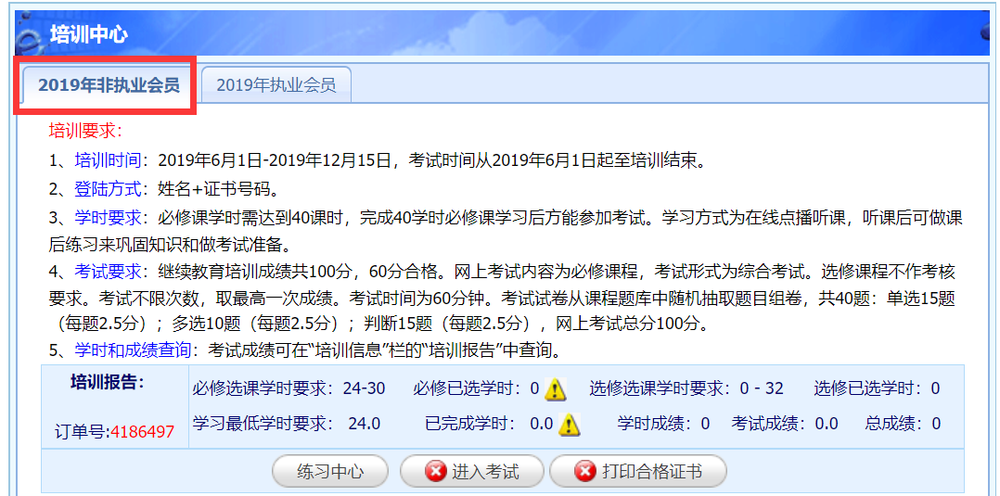 培训中心
2019年非执业会员 2019年执业会员
培训要求：
1、培训时间：2019年6月1日-2019年12月15日，考试时间从2019年6月1日起至培训结束。
2、登陆方式：姓名+证书号码。
3、学时要求：必修课学时需达到40课时，完成40学时必修课学习后方能参加考试。学习方式为在线点播听课，听课后可做课
后练习来巩固知识和做考试准备。
4、考试要求：继续教育培训成绩共100分，60分合格。网上考试内容为必修课程，考试形式为综合考试。选修课程不作考核
要求。考试不限次数，取最高一次成绩。考试时间为60分钟。考试试卷从课程题库中随机抽取题目组卷，共40题：单选15题
（每题2.5分）；多选10题（每题2.5分）；判断15题（每题2.5分），网上考试总分100分。
5、学时和成绩查询：考试成绩可在“培训信息”栏的“培训报告”中查询。
培训报告：
订单号:4186497
必修选课学时要求：24-30 必修已选学时：0 选修选课学时要求：0 - 32 选修已选学时：0
学习最低学时要求： 24.0 已完成学时： 0.0 学时成绩：0 考试成绩：0.0 总成绩：0
练习中心 进入考试 打印合格证书